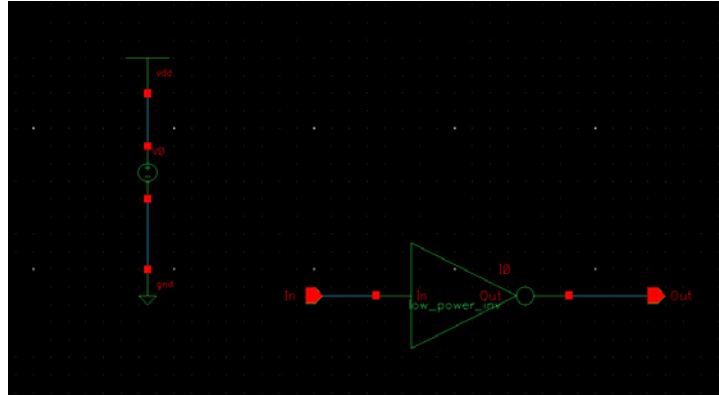 vdd
V0
gnd
I0
In
In
Out
Out
low_power_inv